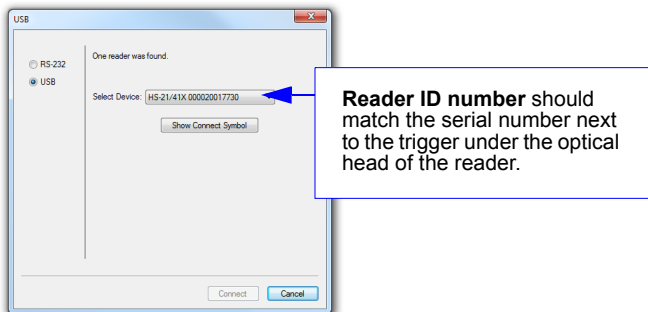 USB
RS-232
USB
One reader was found.
Select Device: HS-21/41X 000020017730
Show Connect Symbol
Connect
Cancel
Reader ID number should
match the serial number next
to the trigger under the optical
head of the reader.